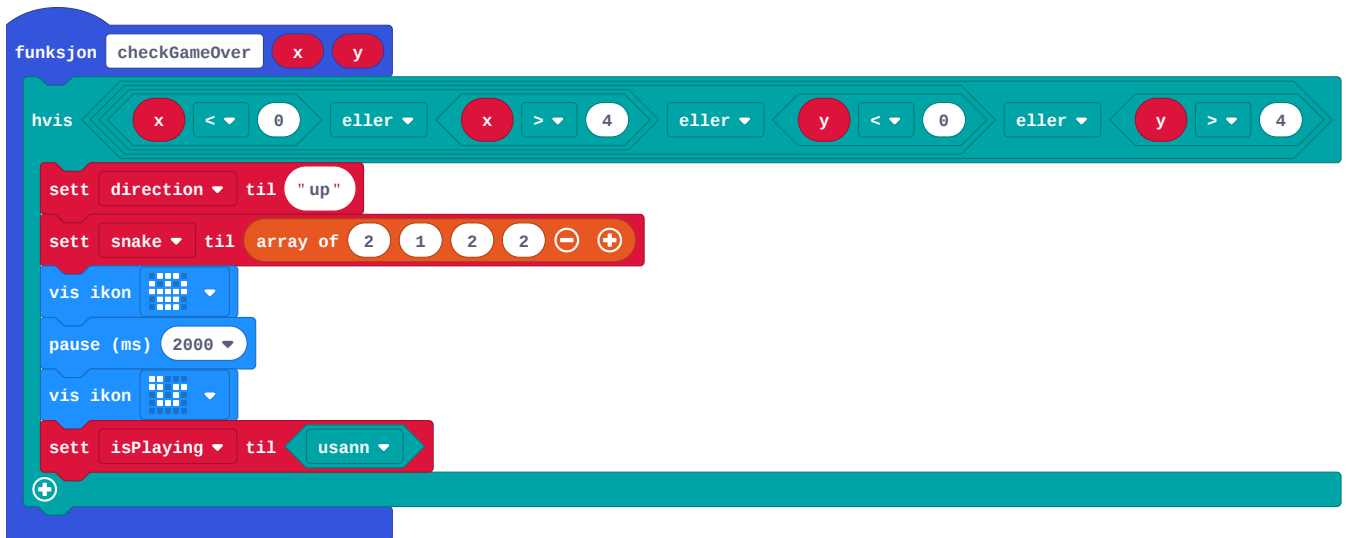 funksjon checkGameOver x y
hvis x < 0 eller x > 4 eller y < 0 eller y > 4
sett direction til "up"
sett snake til array of 2 1 2 2
vis ikon
pause (ms) 2000
vis ikon
sett isPlaying til usann